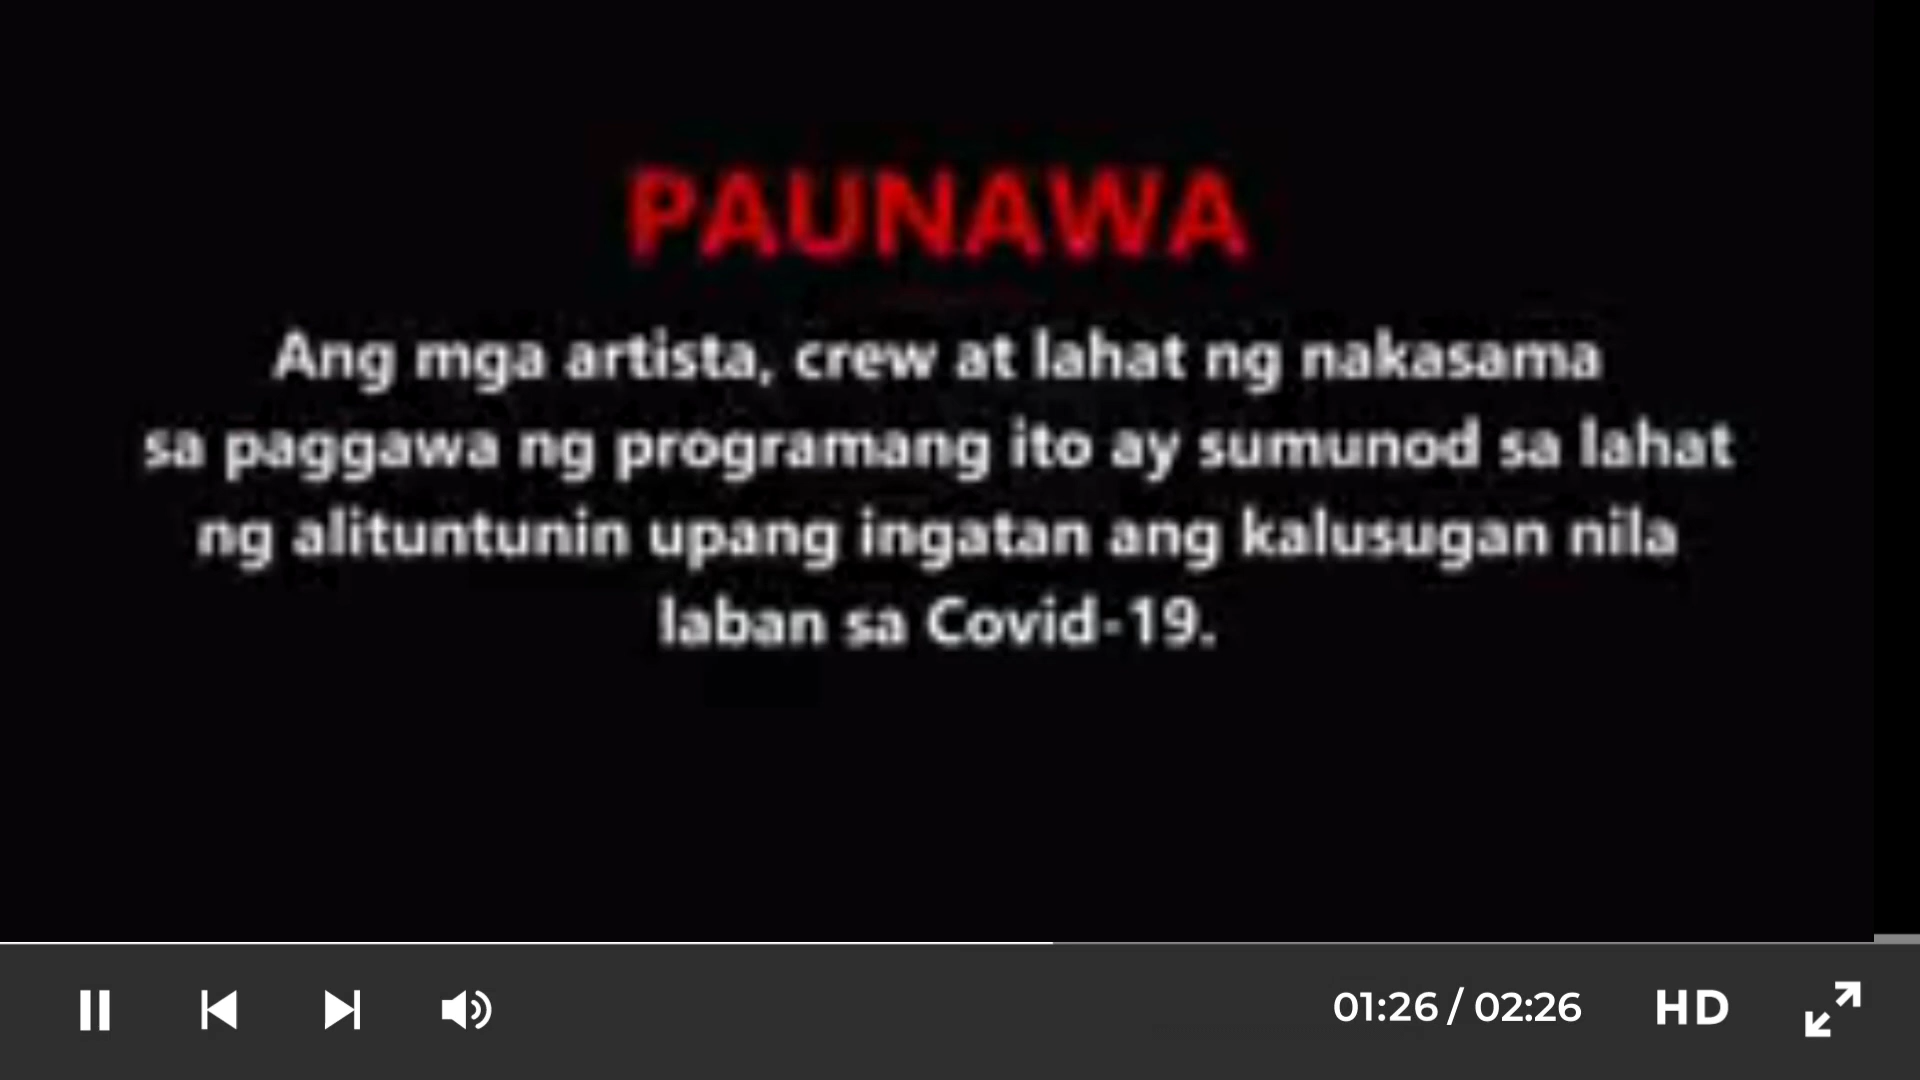 PAUNAWA
Ang mga artista, crew at lahat ng nakasama
sa paggawa ng programang ito ay sumunod sa lahat
ng alituntunin upang ingatan ang kalusugan nila
laban sa Covid-19.
01:26 / 02:26 HD